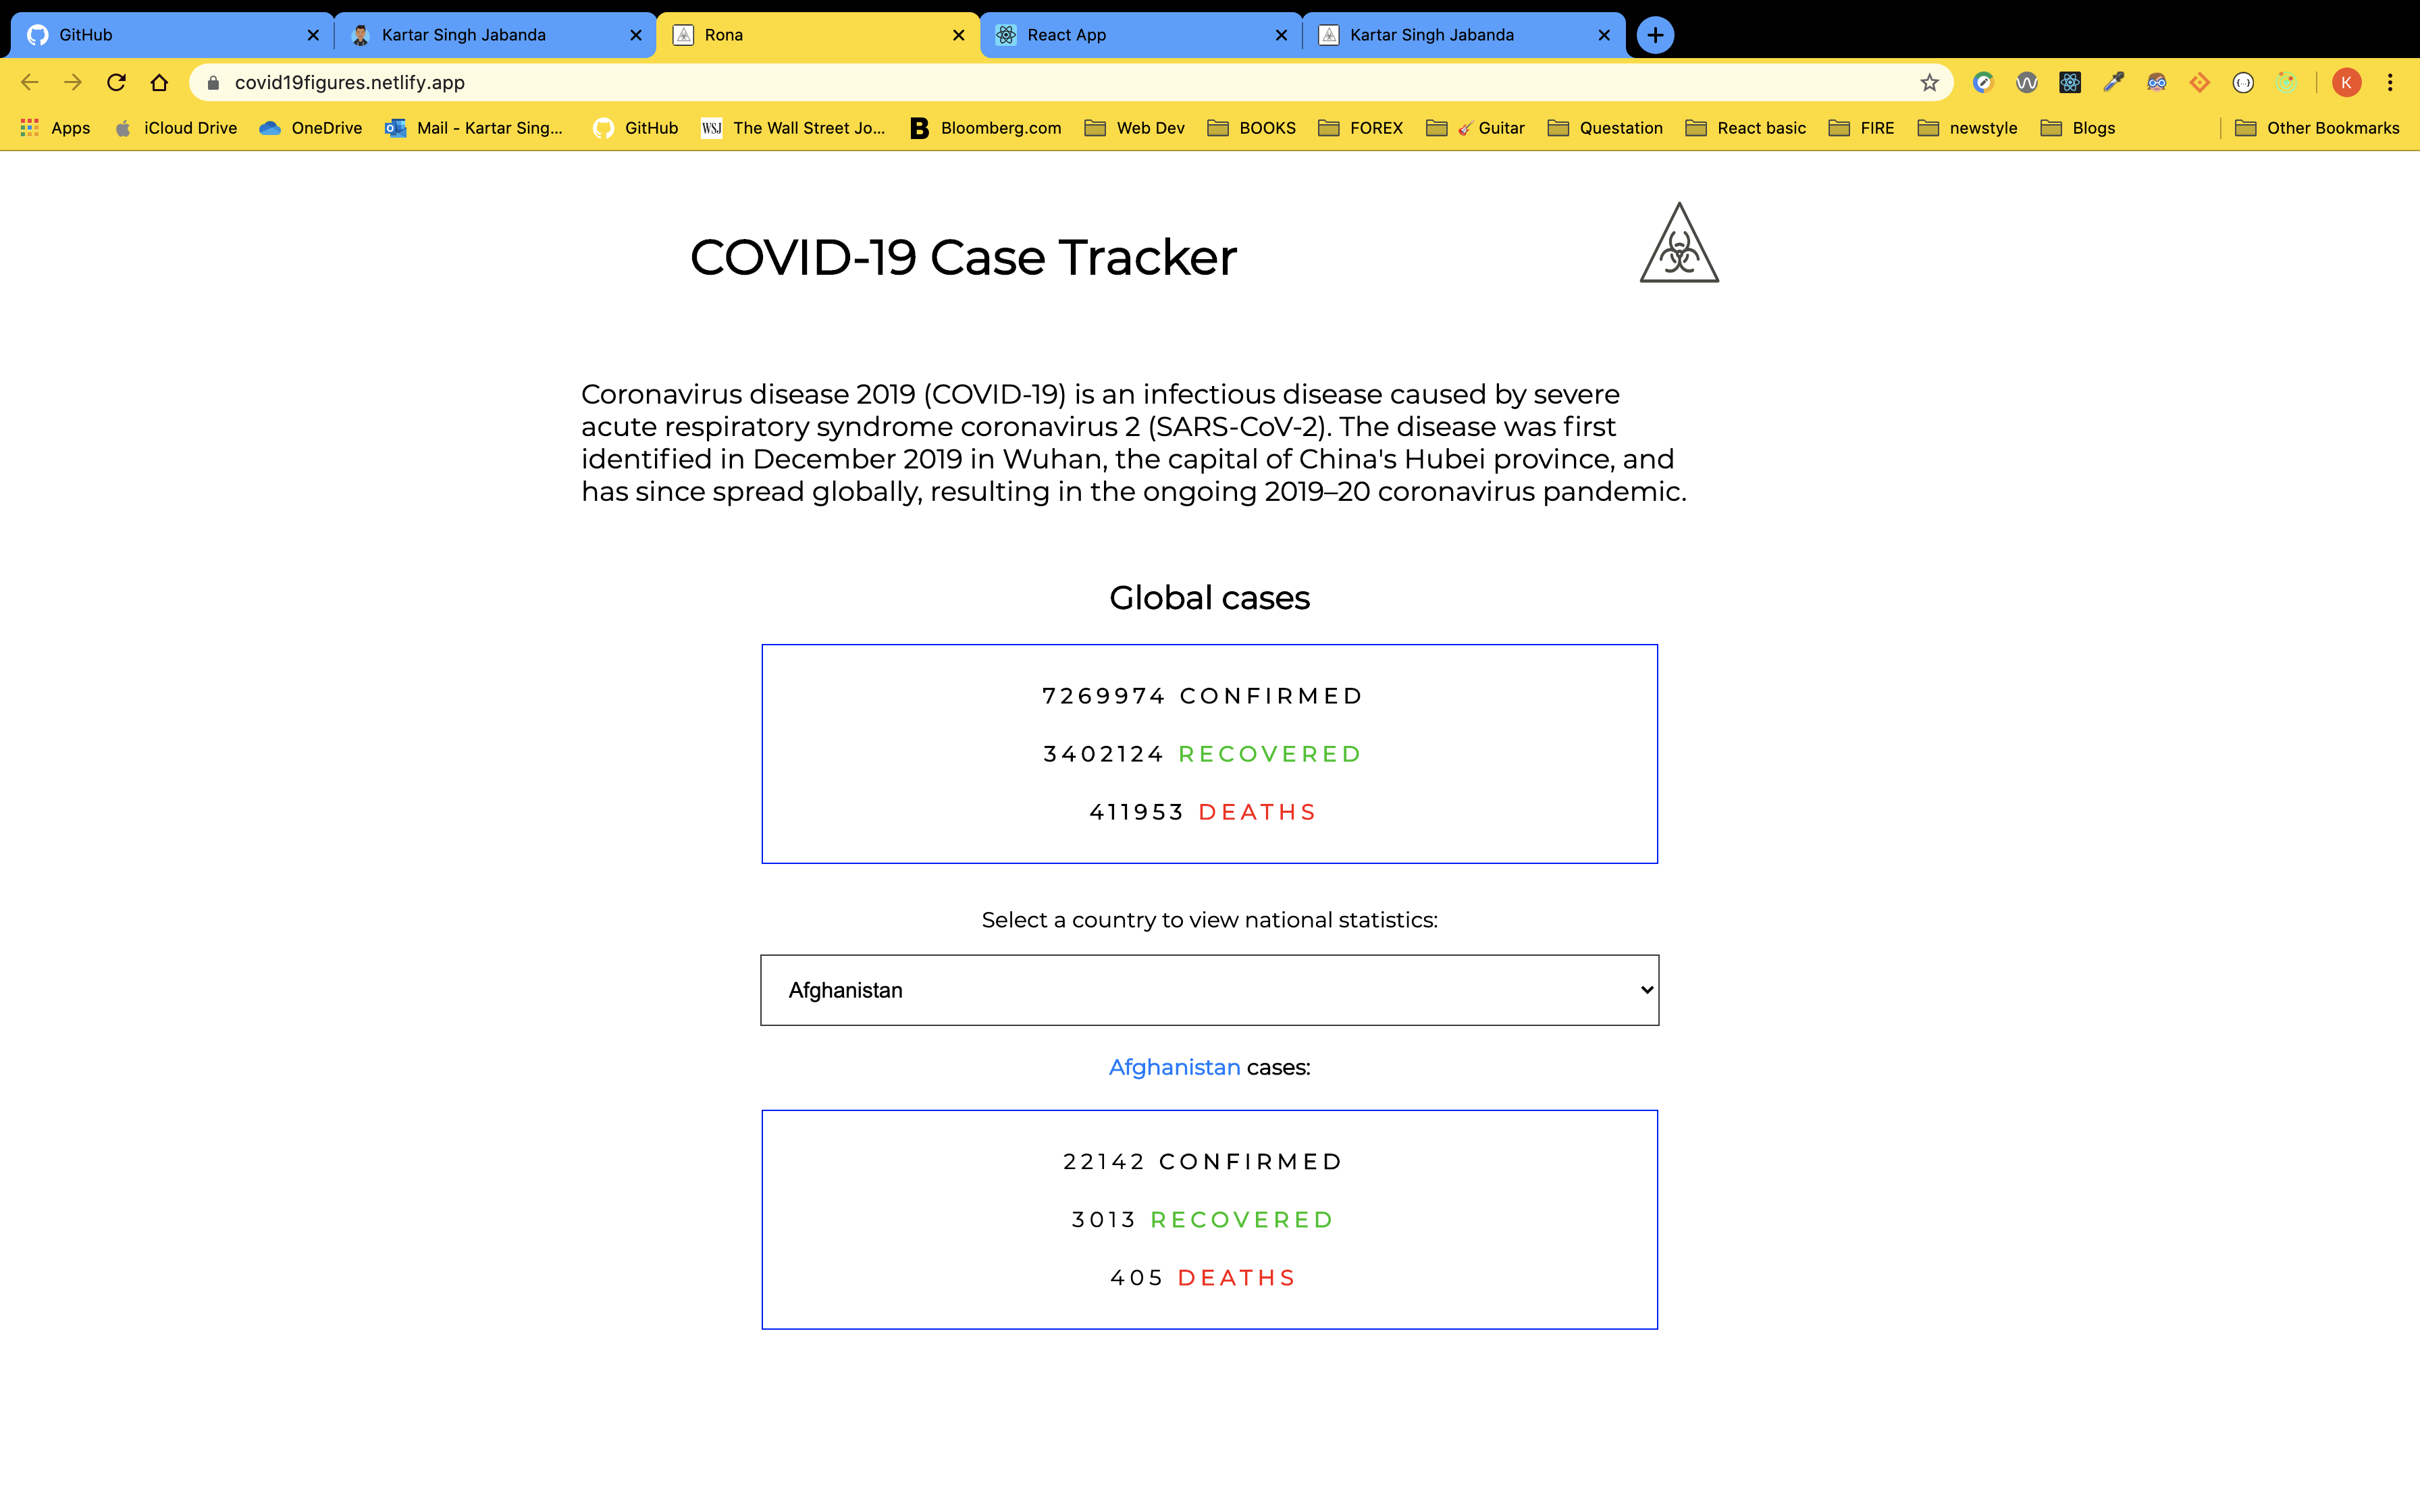 GitHub
Kartar Singh Jabanda
Rona
React App
Kartar Singh Jabanda
covid19figures.netlify.app
K
Apps
iCloud Drive
OneDrive
Mail - Kartar Sing...
GitHub
WSJ
The Wall Street Jo...
B
Bloomberg.com
Web Dev
BOOKS
FOREX
Guitar
Questation
React basic
FIRE
newstyle
Blogs
Other Bookmarks
COVID-19 Case Tracker
Coronavirus disease 2019 (COVID-19) is an infectious disease caused by severe
acute respiratory syndrome coronavirus 2 (SARS-CoV-2). The disease was first
identified in December 2019 in Wuhan, the capital of China's Hubei province, and
has since spread globally, resulting in the ongoing 2019–20 coronavirus pandemic.
Global cases
7269974 CONFIRMED
3402124 RECOVERED
411953 DEATHS
Select a country to view national statistics:
Afghanistan
Afghanistan cases:
22142 CONFIRMED
3013 RECOVERED
405 DEATHS